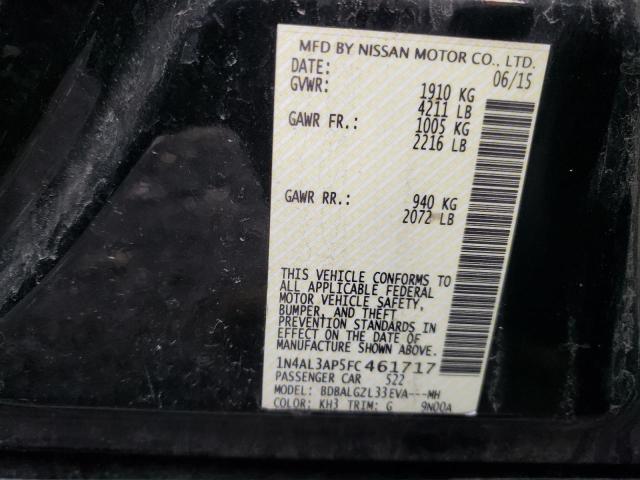 MFD BY NISSAN MOTOR CO., LTD.
DATE: 06/15
GVWR: 1910 KG
4211 LB
GAWR FR.: 1005 KG
2216 LB
GAWR RR.: 940 KG
2072 LB
THIS VEHICLE CONFORMS TO
ALL APPLICABLE FEDERAL
MOTOR VEHICLE SAFETY,
BUMPER, AND THEFT
PREVENTION STANDARDS IN
EFFECT ON THE DATE OF
MANUFACTURE SHOWN ABOVE.
1N4AL3AP5FC461717
PASSENGER CAR 522
MODEL: BDBALGZL33EVA---MH
COLOR: KH3 TRIM: G 9N00A